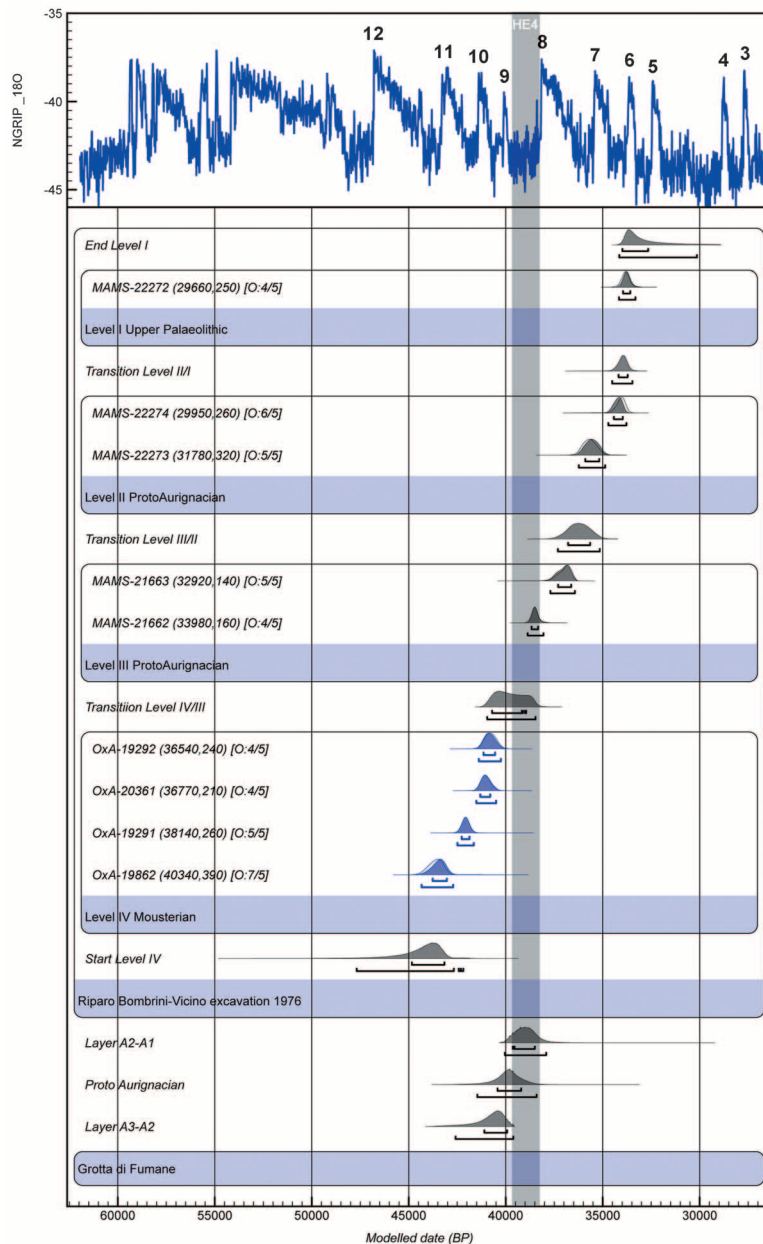 -35
-40
-45
NGRIP _18O
HE4
12
11
10
9
8
7
6
5
4
3
End Level I
MAMS-22272 (29660,250) [O:4/5]
Level I Upper Palaeolithic
Transition Level II/I
MAMS-22274 (29950,260) [O:6/5]
MAMS-22273 (31780,320) [O:5/5]
Level II ProtoAurignacian
Transition Level III/II
MAMS-21663 (32920,140) [O:5/5]
MAMS-21662 (33980,160) [O:4/5]
Level III ProtoAurignacian
Transitiion Level IV/III
OxA-19292 (36540,240) [O:4/5]
OxA-20361 (36770,210) [O:4/5]
OxA-19291 (38140,260) [O:5/5]
OxA-19862 (40340,390) [O:7/5]
Level IV Mousterian
Start Level IV
Riparo Bombrini-Vicino excavation 1976
Layer A2-A1
Proto Aurignacian
Layer A3-A2
Grotta di Fumane
60000 55000 50000 45000 40000 35000 30000
Modelled date (BP)